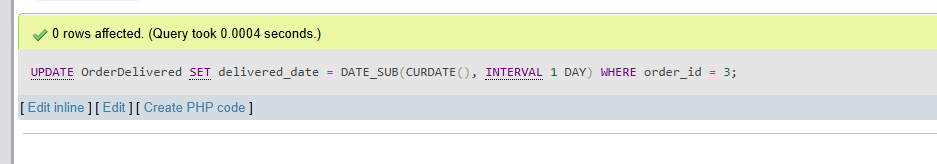 0 rows affected. (Query took 0.0004 seconds.)
UPDATE OrderDelivered SET delivered_date = DATE_SUB(CURDATE(), INTERVAL 1 DAY) WHERE order_id = 3;
[ Edit inline ] [ Edit ] [ Create PHP code ]